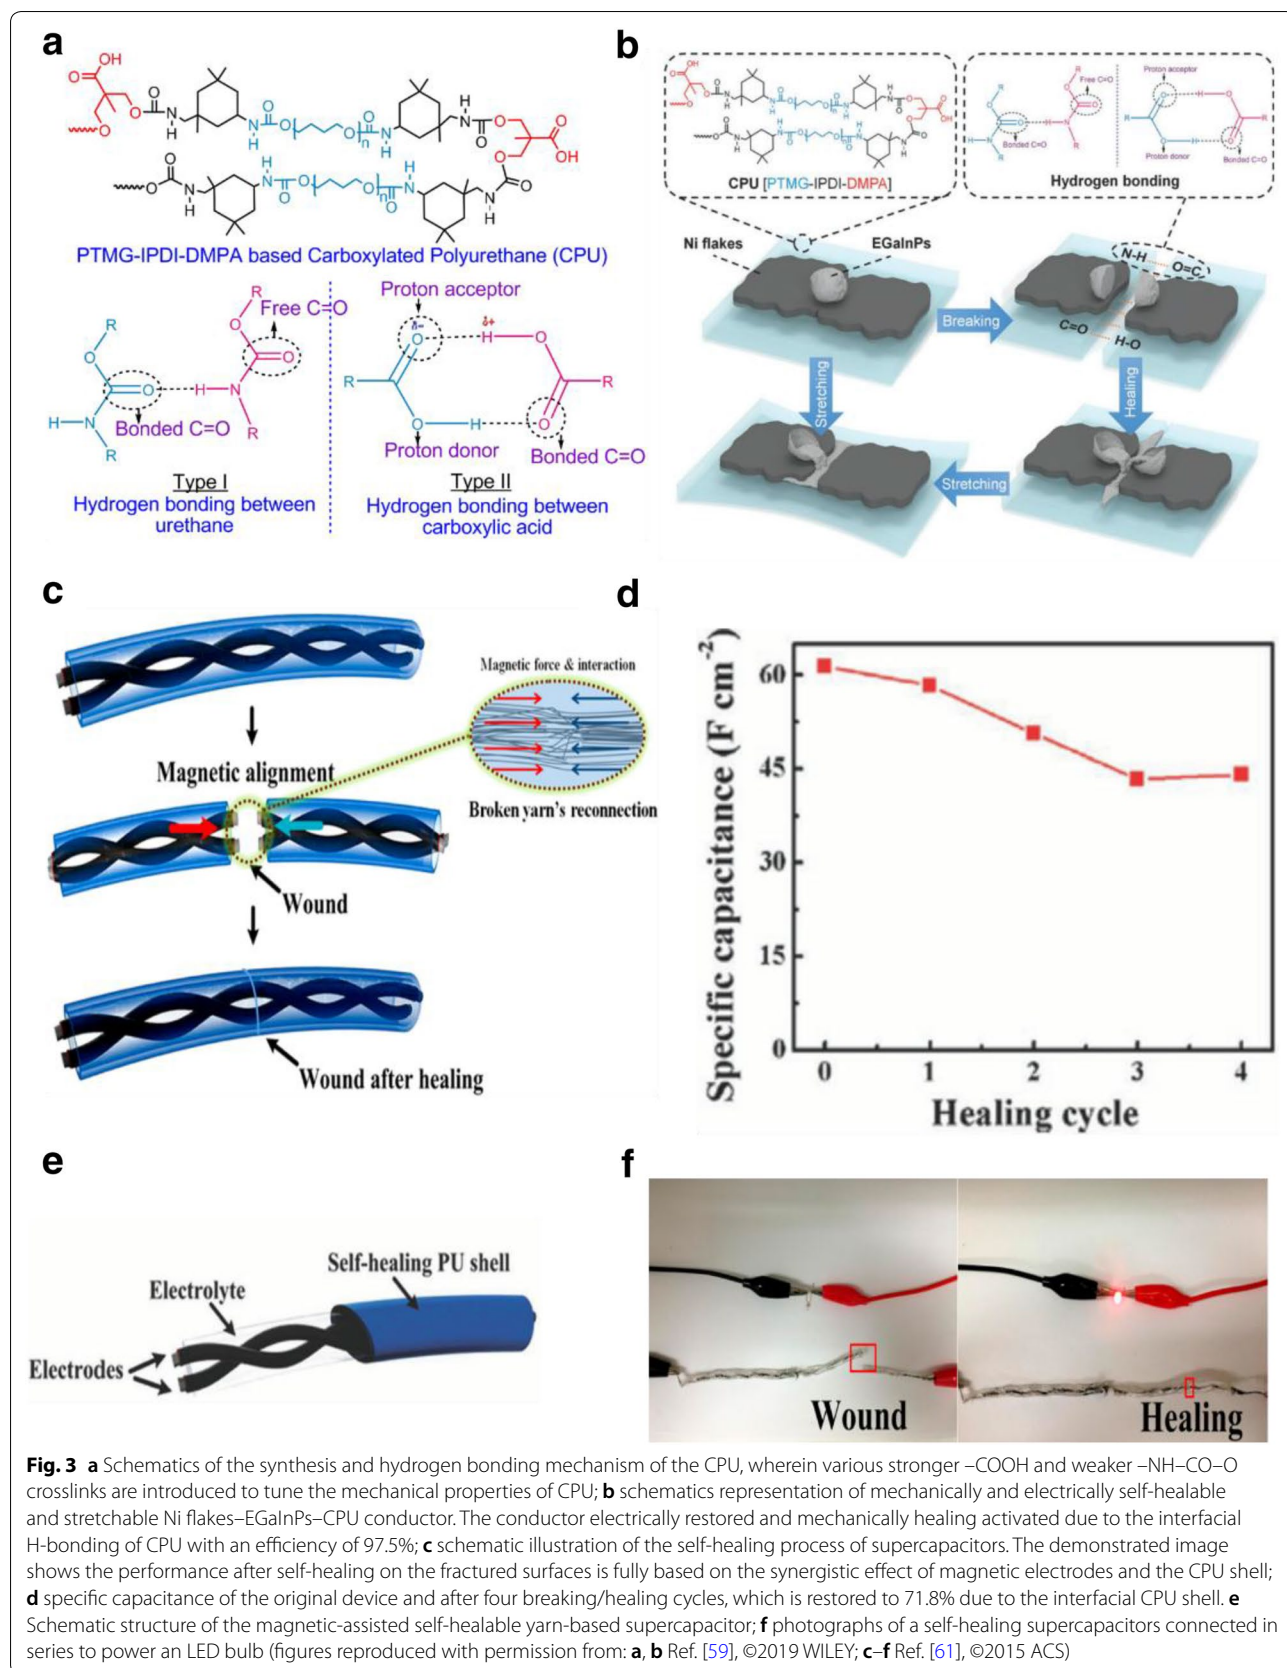 a
OH
O
O
O
O
N
H
H
N
O
O
O
O
n
N
H
H
N
O
O
O
O
OH
O
O
N
H
H
N
O
O
O
O
n
N
H
N
H
O
O
PTMG-IPDI-DMPA based Carboxylated Polyurethane (CPU)
R
Free C=O
O
R
O
O
O
H
N
H
N
R
R
Bonded C=O
Type I
Hydrogen bonding between
urethane
Proton acceptor
δ-
δ+
O
H
O
R
R
O
H
O
Proton donor
Bonded C=O
Type II
Hydrogen bonding between
carboxylic acid
b
CPU [PTMG-IPDI-DMPA]
Proton acceptor
Free C=O
Bonded C=O
Proton donor
Bonded C=O
Hydrogen bonding
Ni flakes
EGaInPs
N-H
O=C
C=O
H-O
Breaking
Stretching
Healing
Stretching
c
Magnetic force & interaction
Magnetic alignment
Broken yarn's reconnection
Wound
Wound after healing
d
Specific capacitance (F cm-2)
60
45
30
15
0
0 1 2 3 4
Healing cycle
e
Self-healing PU shell
Electrolyte
Electrodes
f
Wound
Healing
Fig. 3 a Schematics of the synthesis and hydrogen bonding mechanism of the CPU, wherein various stronger –COOH and weaker –NH–CO–O
crosslinks are introduced to tune the mechanical properties of CPU; b schematics representation of mechanically and electrically self-healable
and stretchable Ni flakes–EGaInPs–CPU conductor. The conductor electrically restored and mechanically healing activated due to the interfacial
H-bonding of CPU with an efficiency of 97.5%; c schematic illustration of the self-healing process of supercapacitors. The demonstrated image
shows the performance after self-healing on the fractured surfaces is fully based on the synergistic effect of magnetic electrodes and the CPU shell;
d specific capacitance of the original device and after four breaking/healing cycles, which is restored to 71.8% due to the interfacial CPU shell. e
Schematic structure of the magnetic-assisted self-healable yarn-based supercapacitor; f photographs of a self-healing supercapacitors connected in
series to power an LED bulb (figures reproduced with permission from: a, b Ref. [59], ©2019 WILEY; c–f Ref. [61], ©2015 ACS)